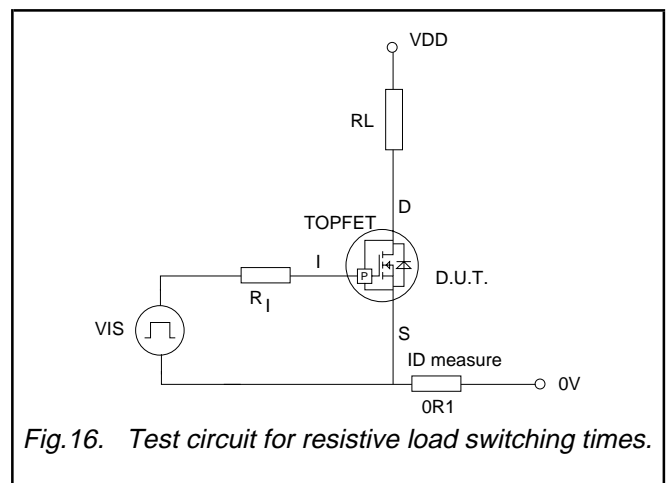 VDD
RL
D
TOPFET
I
P
D.U.T.
R I
VIS
S
ID measure
0V
0R1
Fig.16. Test circuit for resistive load switching times.